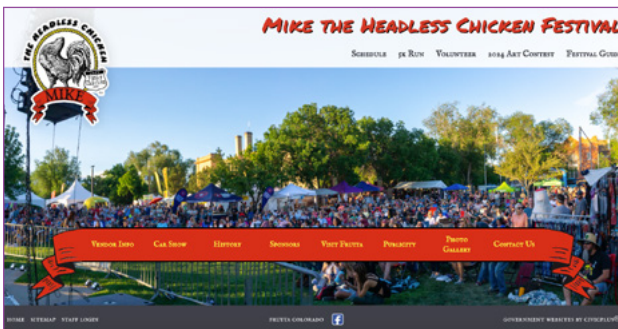 MIKE THE HEADLESS CHICKEN FESTIVAL
THE HEADLESS CHICKEN
MIKE
SCHEDULE 5K RUN VOLUNTEER 2024 ART CONTEST FESTIVAL GUIDE
VENDOR INFO CAR SHOW HISTORY SPONSORS VISIT FRUITA PUBLICITY PHOTO GALLERY CONTACT US
HOME SITEMAP STAFF LOGIN FRUITA COLORADO f GOVERNMENT WEBSITES BY CIVICPLUS®